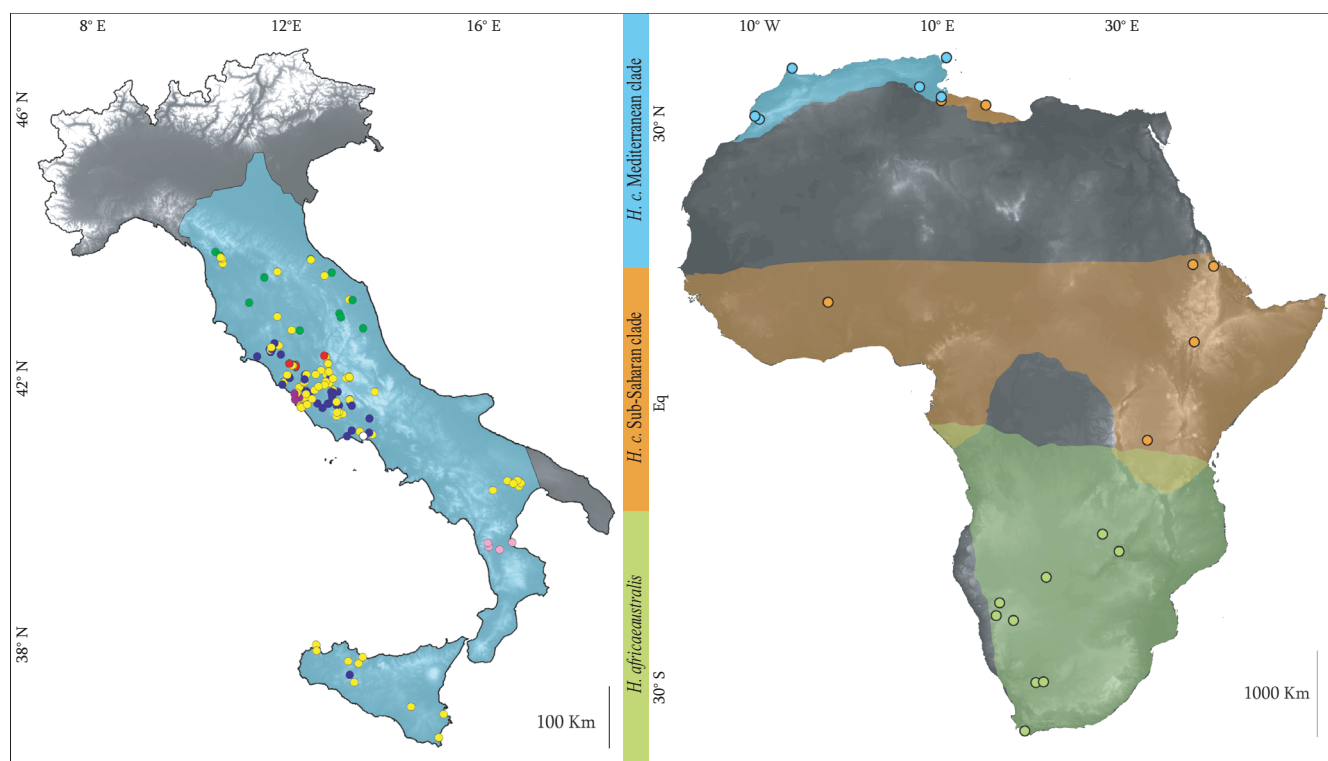 8° E 12°E 16° E
46° N
42° N
38° N
100 Km
H. c. Mediterranean clade
H. c. Sub-Saharan clade
H. africaeaustralis
10° W 10° E 30° E
30° N
Eq
30° S
1000 Km